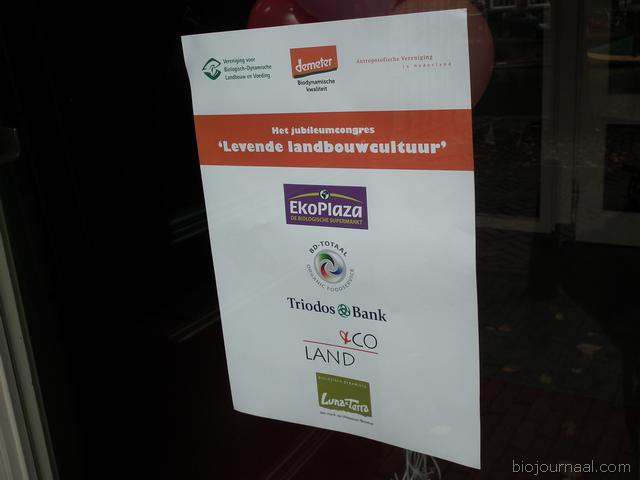 Vereniging voor
Biologisch-Dynamische
Landbouw en Voeding
demeter
Biodynamische
kwaliteit
Antroposofische Vereniging
in Nederland
Het jubileumcongres
‘Levende landbouwcultuur’
EkoPlaza
DE BIOLOGISCHE SUPERMARKT
BD-TOTAAL
ORGANIC FOODSERVICE
Triodos Bank
&CO
LAND
Luna-Terra
biojournaal.com